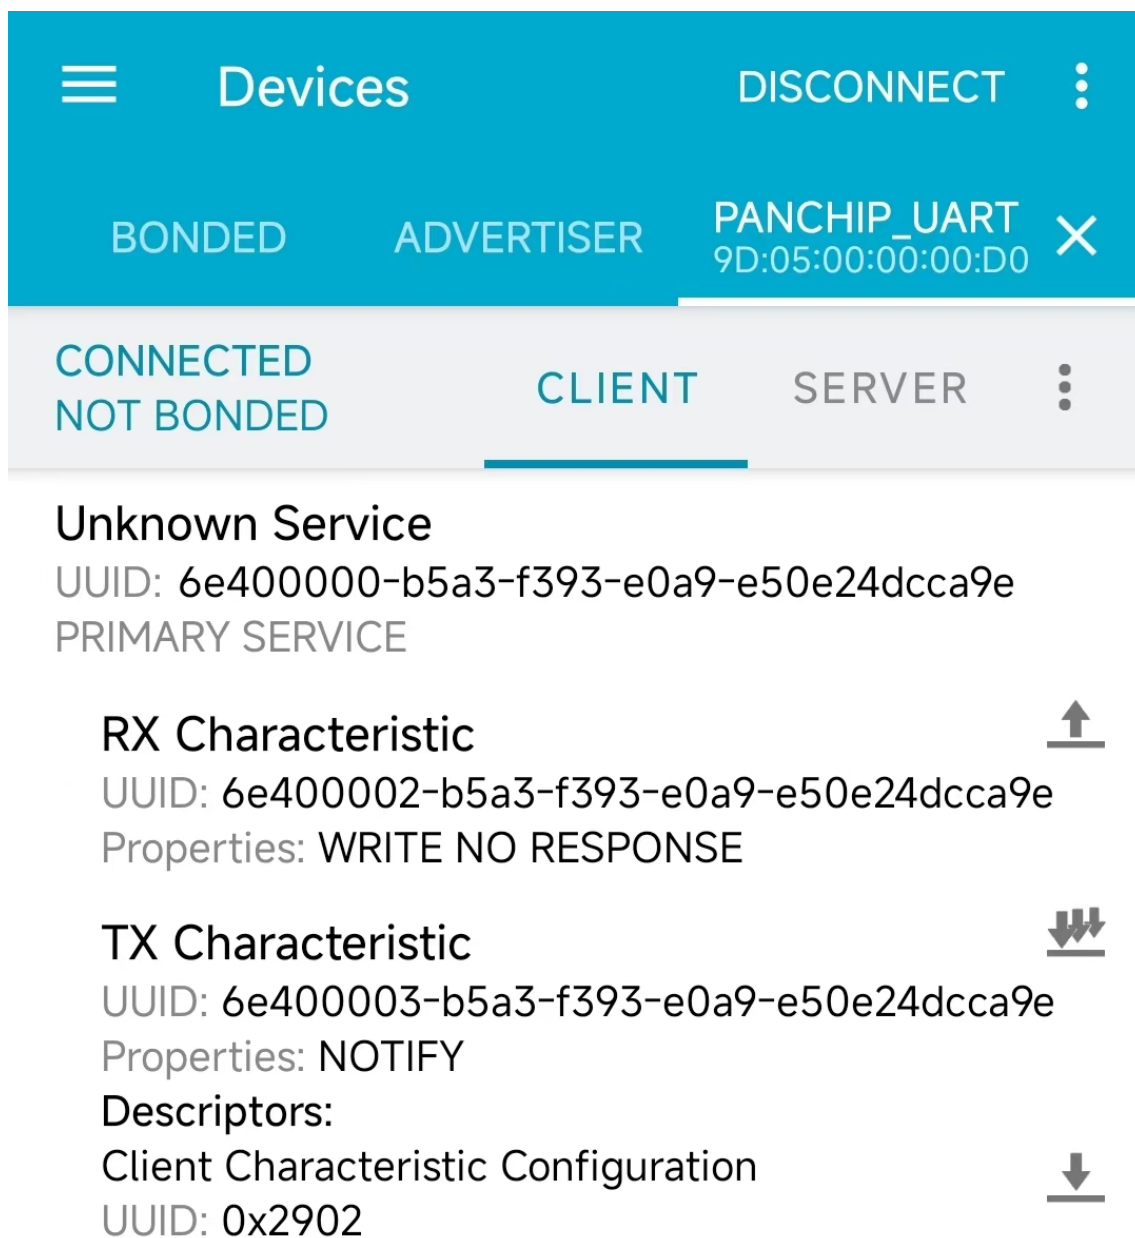 Devices
DISCONNECT
BONDED
ADVERTISER
PANCHIP_UART
9D:05:00:00:00:D0
CONNECTED
NOT BONDED
CLIENT
SERVER
Unknown Service
UUID: 6e400000-b5a3-f393-e0a9-e50e24dcca9e
PRIMARY SERVICE
RX Characteristic
UUID: 6e400002-b5a3-f393-e0a9-e50e24dcca9e
Properties: WRITE NO RESPONSE
TX Characteristic
UUID: 6e400003-b5a3-f393-e0a9-e50e24dcca9e
Properties: NOTIFY
Descriptors:
Client Characteristic Configuration
UUID: 0x2902